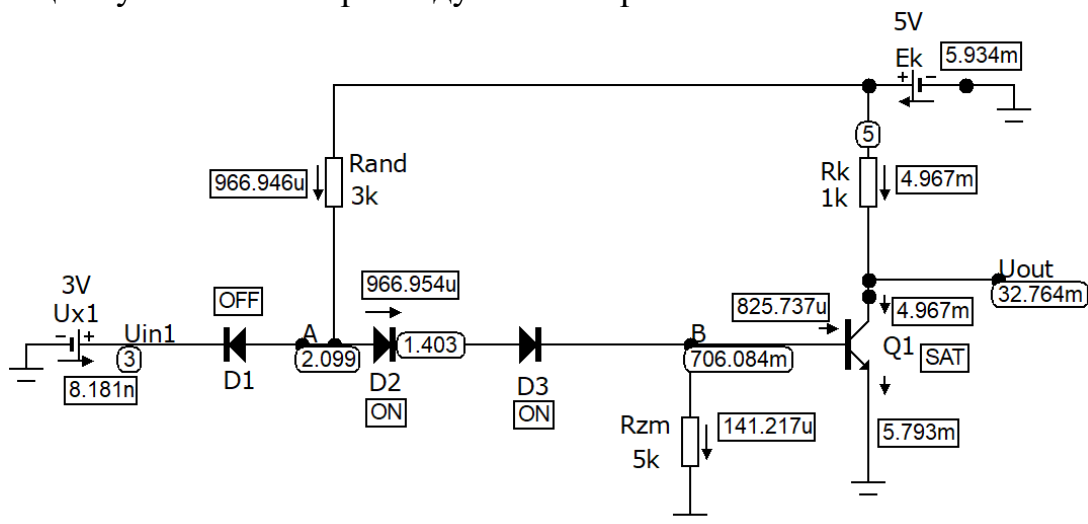 5V
Ek
5.934m
+ -
5
Rand
3k
966.946u
Rk
1k
4.967m
3V
Ux1
- +
Uin1
3
8.181n
OFF
D1
A
2.099
966.954u
1.403
D2
ON
D3
ON
B
706.084m
825.737u
Uout
32.764m
4.967m
Q1
SAT
Rzm
5k
141.217u
5.793m